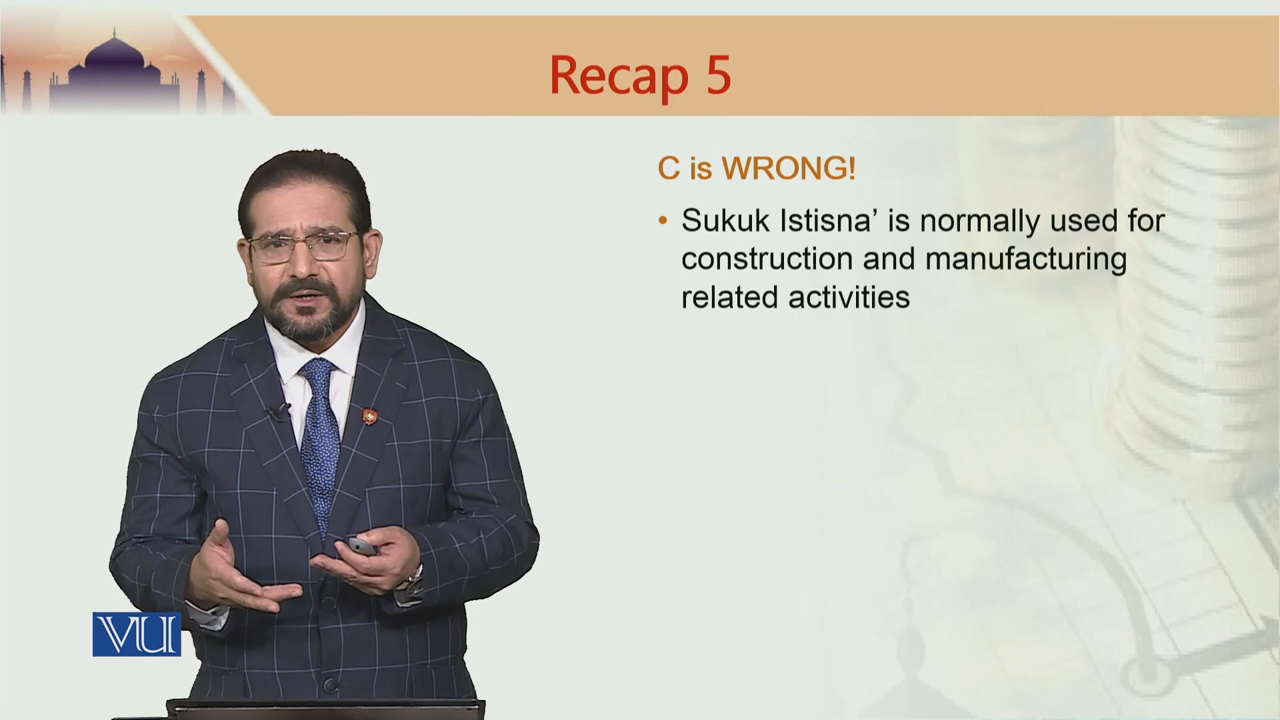 Recap 5
C is WRONG!
• Sukuk Istisna’ is normally used for
construction and manufacturing
related activities
VU